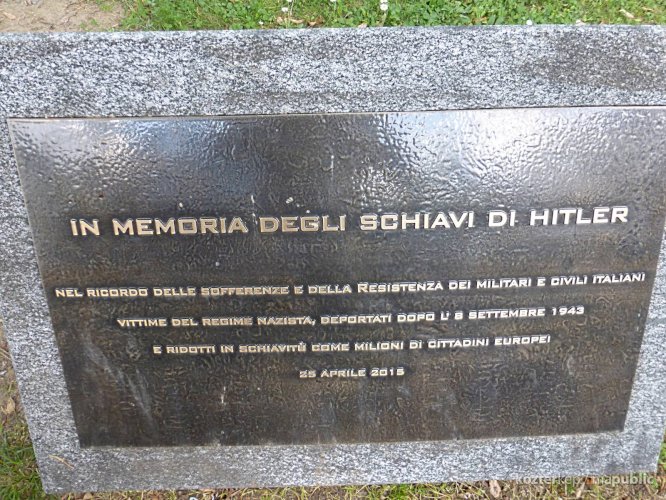 IN MEMORIA DEGLI SCHIAVI DI HITLER
NEL RICORDO DELLE SOFFERENZE E DELLA RESISTENZA DEI MILITARI E CIVILI ITALIANI
VITTIME DEL REGIME NAZISTA, DEPORTATI DOPO L' 8 SETTEMBRE 1943
E RIDOTTI IN SCHIAVITÙ COME MILIONI DI CITTADINI EUROPEI
25 APRILE 2015